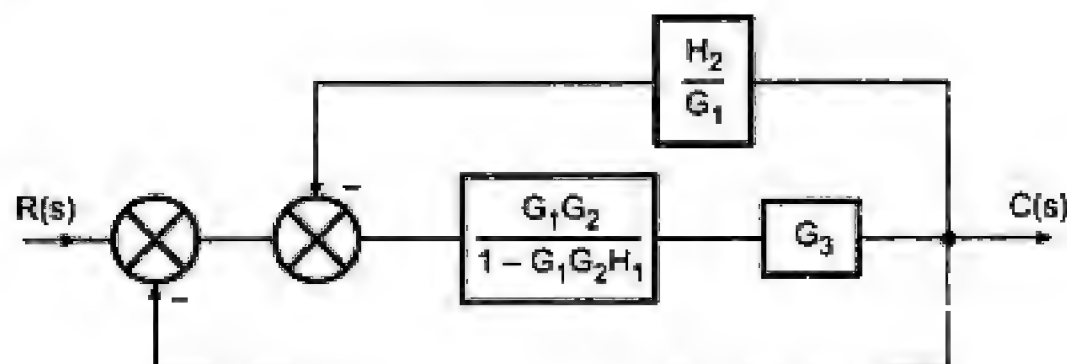 H₂
G₁
–
R(s)
G₁G₂
1 – G₁G₂H₁
G₃
C(s)
–